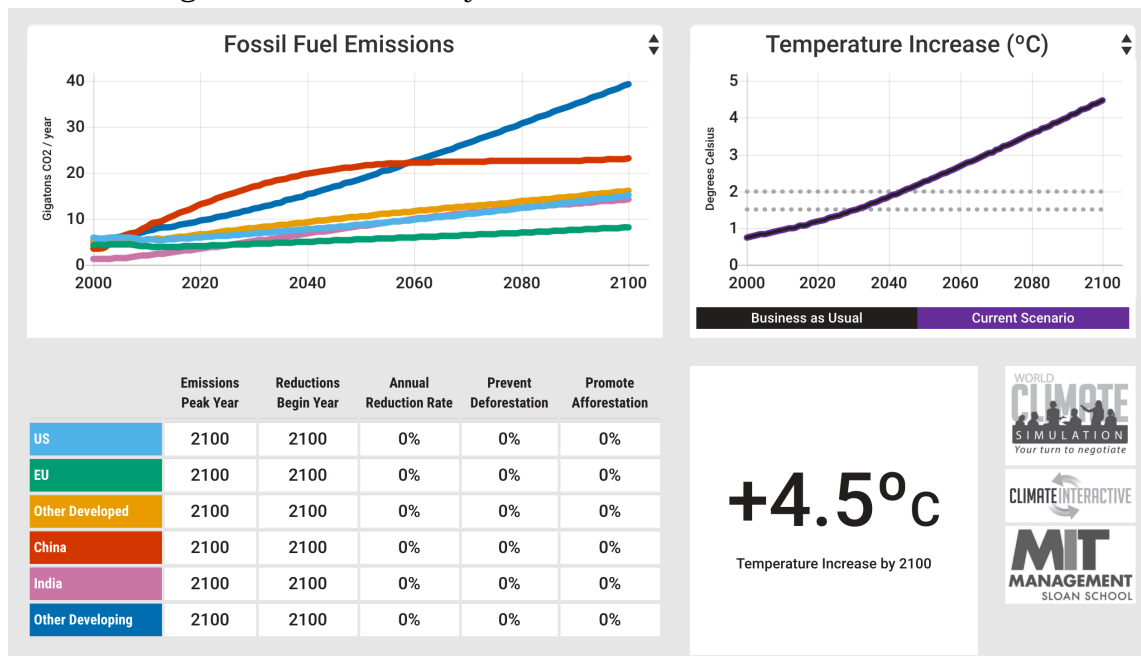 Fossil Fuel Emissions
Gigatons CO2 / year
40
30
20
10
0
2000 2020 2040 2060 2080 2100
Temperature Increase (ºC)
Degrees Celsius
5
4
3
2
1
0
2000 2020 2040 2060 2080 2100
Business as Usual Current Scenario
Emissions Peak Year Reductions Begin Year Annual Reduction Rate Prevent Deforestation Promote Afforestation
US 2100 2100 0% 0% 0%
EU 2100 2100 0% 0% 0%
Other Developed 2100 2100 0% 0% 0%
China 2100 2100 0% 0% 0%
India 2100 2100 0% 0% 0%
Other Developing 2100 2100 0% 0% 0%
+4.5ºC
Temperature Increase by 2100
WORLD
CLIMATE
SIMULATION
Your turn to negotiate
CLIMATE INTERACTIVE
MIT
MANAGEMENT
SLOAN SCHOOL